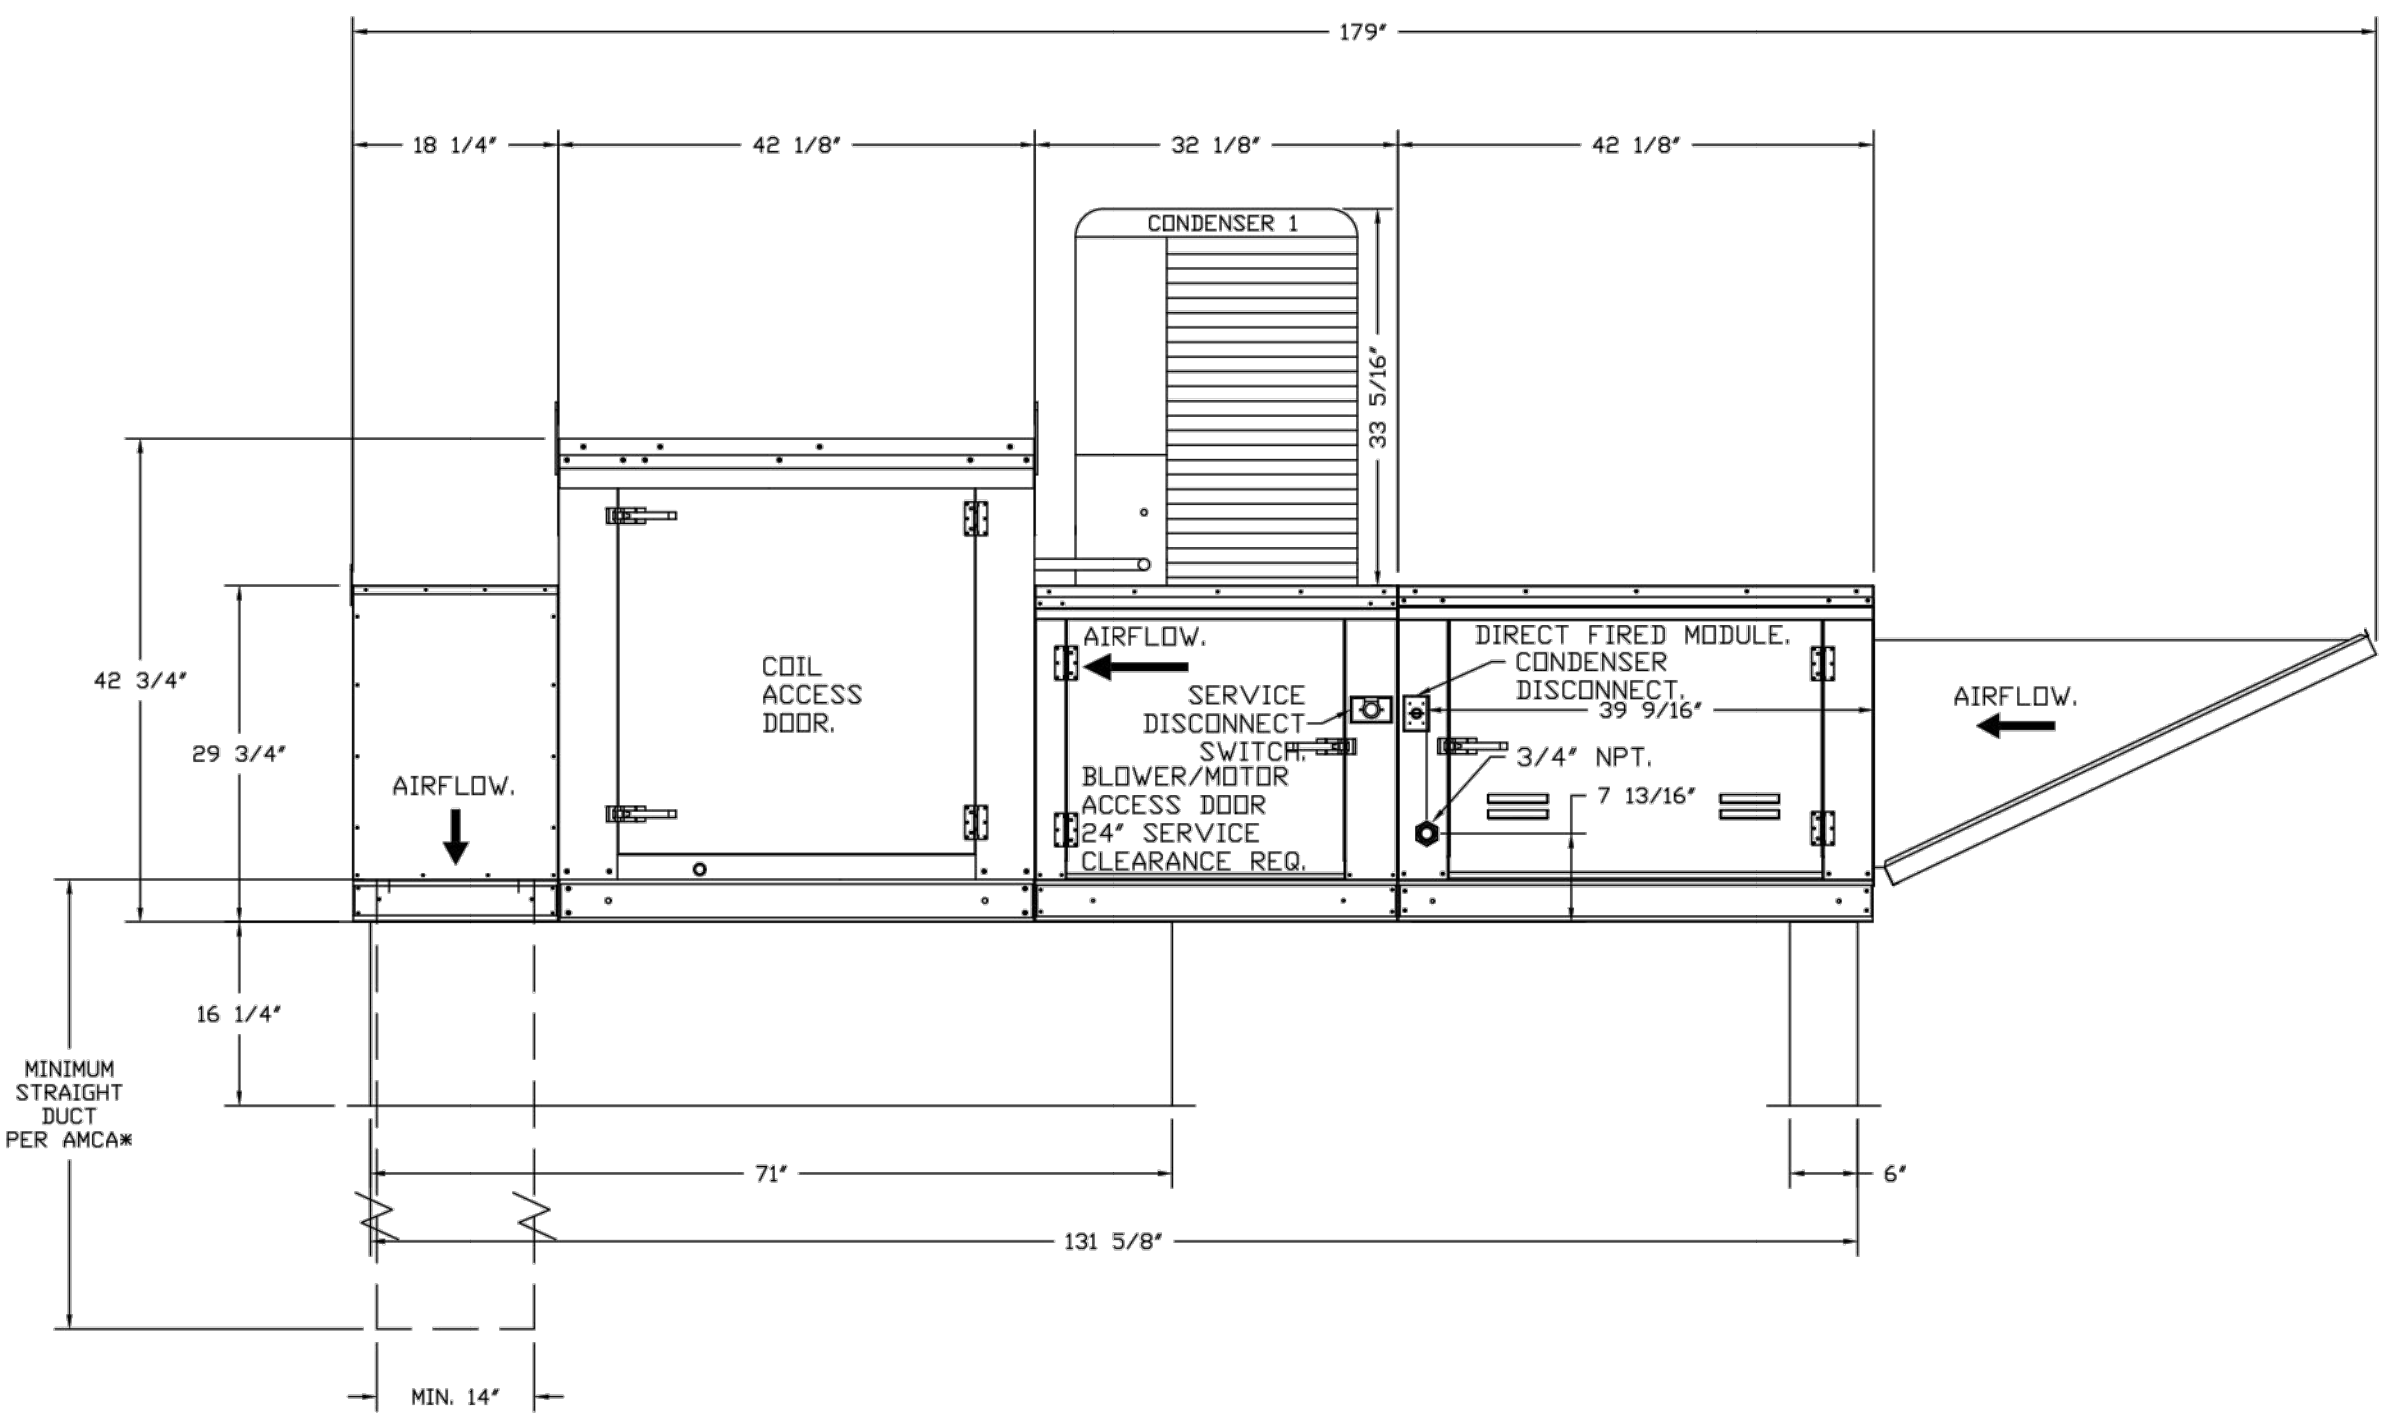 179"
18 1/4"
42 1/8"
32 1/8"
42 1/8"
CONDENSER 1
33 5/16"
42 3/4"
29 3/4"
COIL
ACCESS
DOOR.
AIRFLOW.
AIRFLOW.
SERVICE
DISCONNECT
SWITCH.
BLOWER/MOTOR
ACCESS DOOR
24" SERVICE
CLEARANCE REQ.
DIRECT FIRED MODULE.
CONDENSER
DISCONNECT.
39 9/16"
3/4" NPT.
7 13/16"
AIRFLOW.
16 1/4"
MINIMUM
STRAIGHT
DUCT
PER AMCA*
71"
6"
131 5/8"
MIN. 14"